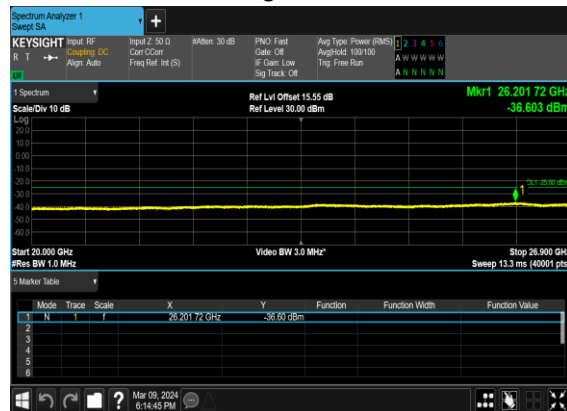 Spectrum Analyzer 1
Swept SA
+
KEYSIGHT Input: RF Input Z: 50 Ω #Atten: 30 dB PNO: Fast Avg Type: Power (RMS) 1 2 3 4 5 6
R T Coupling: DC Corr CCorr Gate: Off Avg|Hold: 100/100 A W W W W W
Align: Auto Freq Ref: Int (S) IF Gain: Low Trig: Free Run
Sig Track: Off A N N N N N
1 Spectrum Ref Lvl Offset 15.55 dB Mkr1 26.201 72 GHz
Scale/Div 10 dB Ref Level 30.00 dBm -36.603 dBm
Log
20.0
10.0
0.00
-10.0
-20.0
DL1 -25.00 dBm
1
-30.0
-40.0
-50.0
-60.0
Start 20.000 GHz Video BW 3.0 MHz* Stop 26.900 GHz
#Res BW 1.0 MHz Sweep 13.3 ms (40001 pts)
5 Marker Table
Mode Trace Scale X Y Function Function Width Function Value
1 N 1 f 26.201 72 GHz -36.60 dBm
2
3
4
5
6
? Mar 09, 2024
6:14:45 PM